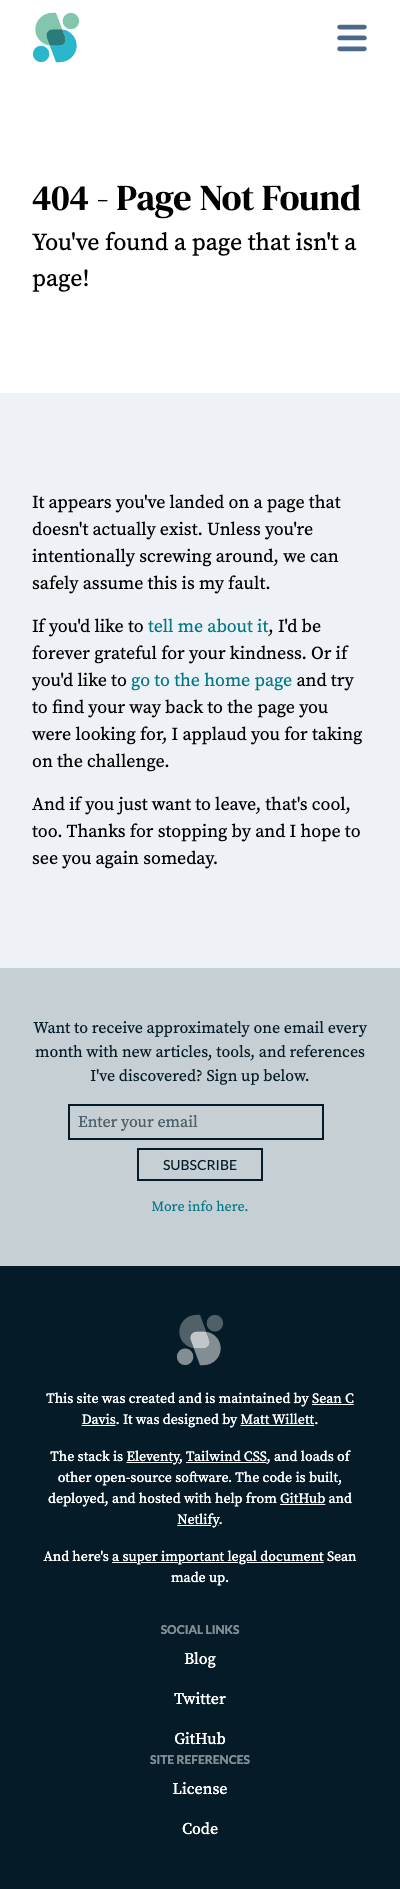 404 - Page Not Found
You've found a page that isn't a
page!
It appears you've landed on a page that
doesn't actually exist. Unless you're
intentionally screwing around, we can
safely assume this is my fault.
If you'd like to tell me about it, I'd be
forever grateful for your kindness. Or if
you'd like to go to the home page and try
to find your way back to the page you
were looking for, I applaud you for taking
on the challenge.
And if you just want to leave, that's cool,
too. Thanks for stopping by and I hope to
see you again someday.
Want to receive approximately one email every
month with new articles, tools, and references
I've discovered? Sign up below.
Enter your email
SUBSCRIBE
More info here.
This site was created and is maintained by Sean C
Davis. It was designed by Matt Willett.
The stack is Eleventy, Tailwind CSS, and loads of
other open-source software. The code is built,
deployed, and hosted with help from GitHub and
Netlify.
And here's a super important legal document Sean
made up.
SOCIAL LINKS
Blog
Twitter
GitHub
SITE REFERENCES
License
Code